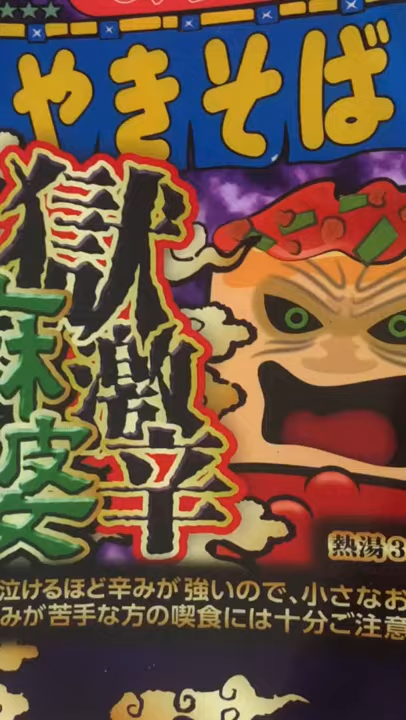 やきそば
獄激辛
麻婆
熱湯3
泣けるほど辛みが強いので、小さなお
みが苦手な方の喫食には十分ご注意